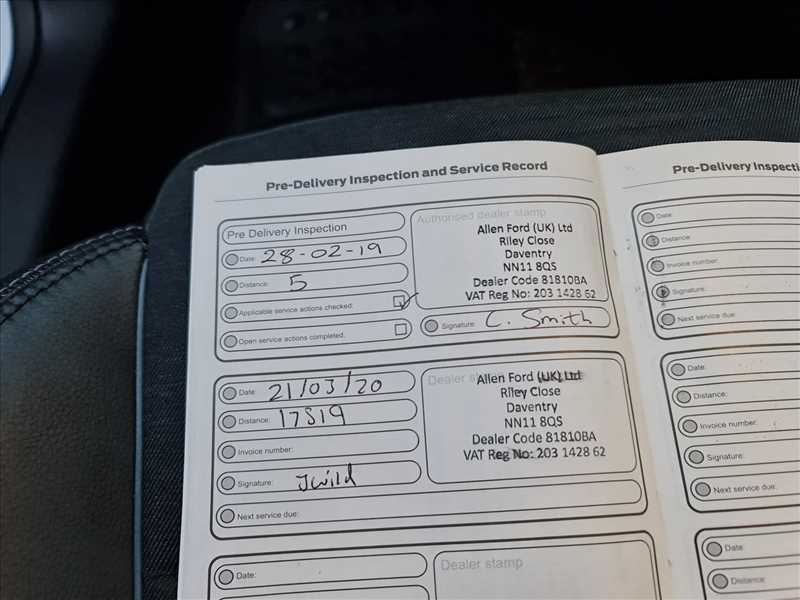 Pre-Delivery Inspection and Service Record
Pre Delivery Inspection
Date: 28-02-19
Distance: 5
Applicable service actions checked:
Open service actions completed:
Authorised dealer stamp
Allen Ford (UK) Ltd
Riley Close
Daventry
NN11 8QS
Dealer Code 81810BA
VAT Reg No: 203 1428 62
Signature: C. Smith
Date: 21/03/20
Distance: 17819
Invoice number:
Signature: JWild
Next service due:
Dealer stamp
Allen Ford (UK) Ltd
Riley Close
Daventry
NN11 8QS
Dealer Code 81810BA
VAT Reg No: 203 1428 62
Date:
Distance:
Dealer stamp
Pre-Delivery Inspecti
Date:
Distance:
Invoice number:
Signature:
Next service due:
Date:
Distance:
Invoice number:
Signature:
Next service due:
Date:
Distance: